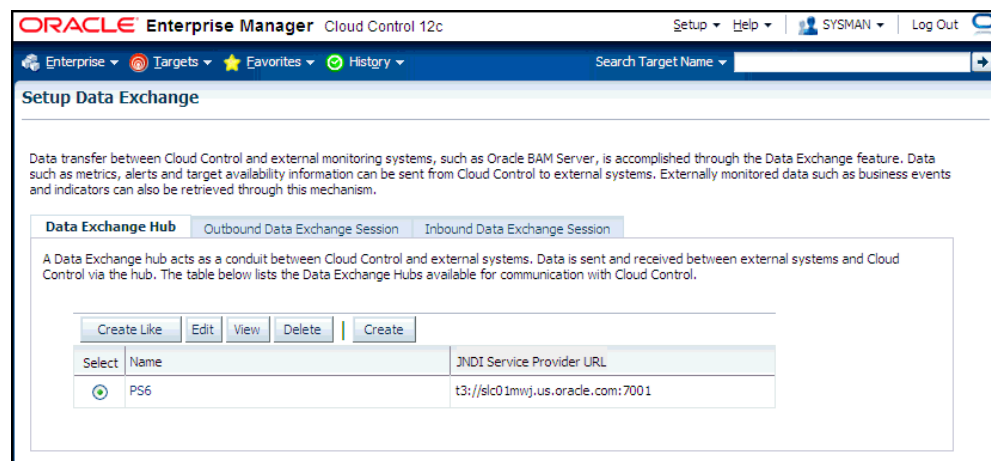 ORACLE Enterprise Manager Cloud Control 12c
Setup Help SYSMAN Log Out
Enterprise Targets Favorites History Search Target Name
Setup Data Exchange
Data transfer between Cloud Control and external monitoring systems, such as Oracle BAM Server, is accomplished through the Data Exchange feature. Data
such as metrics, alerts and target availability information can be sent from Cloud Control to external systems. Externally monitored data such as business events
and indicators can also be retrieved through this mechanism.
Data Exchange Hub Outbound Data Exchange Session Inbound Data Exchange Session
A Data Exchange hub acts as a conduit between Cloud Control and external systems. Data is sent and received between external systems and Cloud
Control via the hub. The table below lists the Data Exchange Hubs available for communication with Cloud Control.
Create Like Edit View Delete Create
Select Name JNDI Service Provider URL
PS6 t3://slc01mwj.us.oracle.com:7001